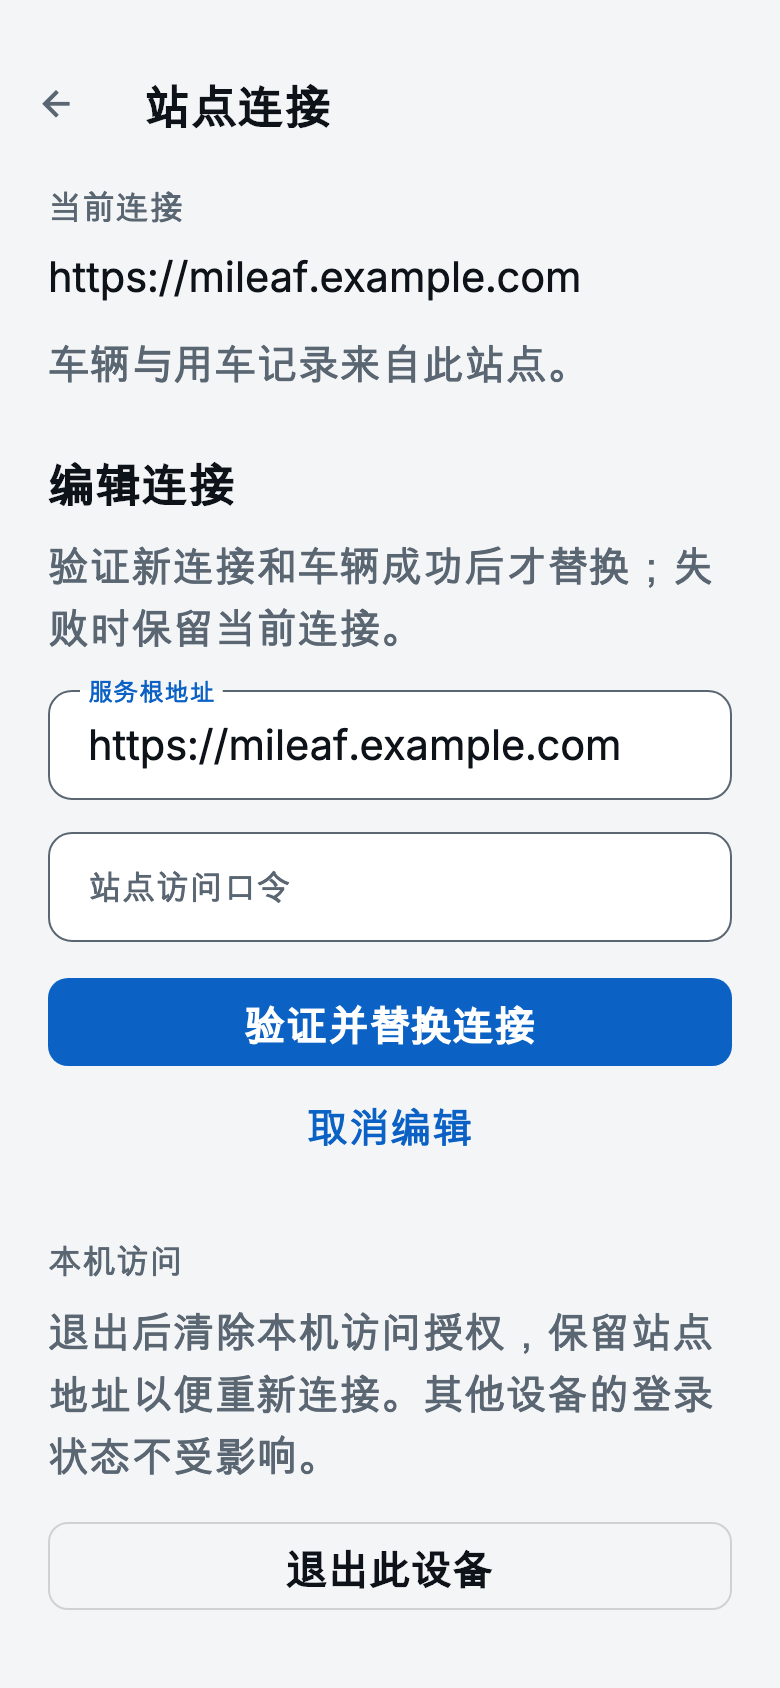 站点连接
当前连接
https://mileaf.example.com
车辆与用车记录来自此站点。
编辑连接
验证新连接和车辆成功后才替换；失
败时保留当前连接。
服务根地址
https://mileaf.example.com
站点访问口令
验证并替换连接
取消编辑
本机访问
退出后清除本机访问授权，保留站点
地址以便重新连接。其他设备的登录
状态不受影响。
退出此设备